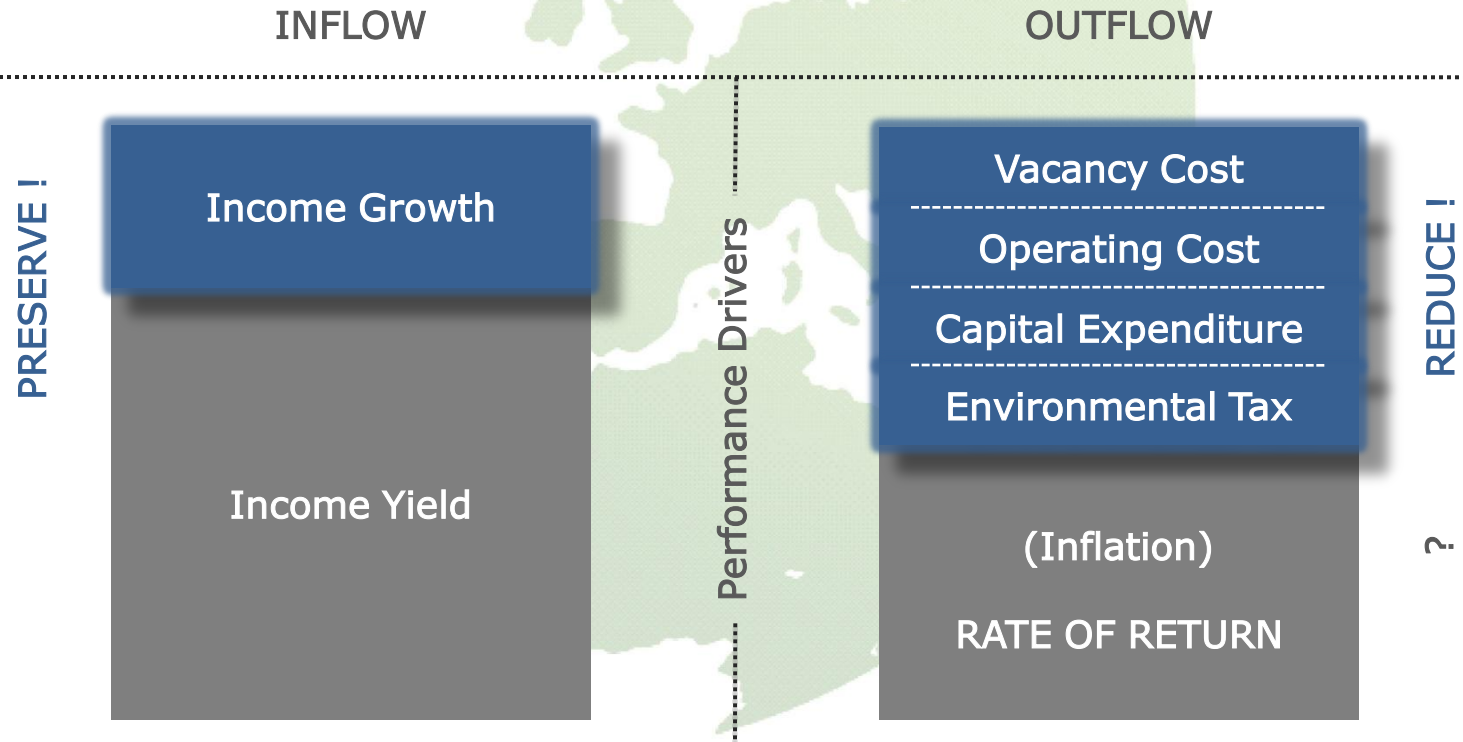 INFLOW
OUTFLOW
PRESERVE !
Income Growth
Income Yield
Performance Drivers
Vacancy Cost
Operating Cost
Capital Expenditure
Environmental Tax
(Inflation)
RATE OF RETURN
REDUCE !
?